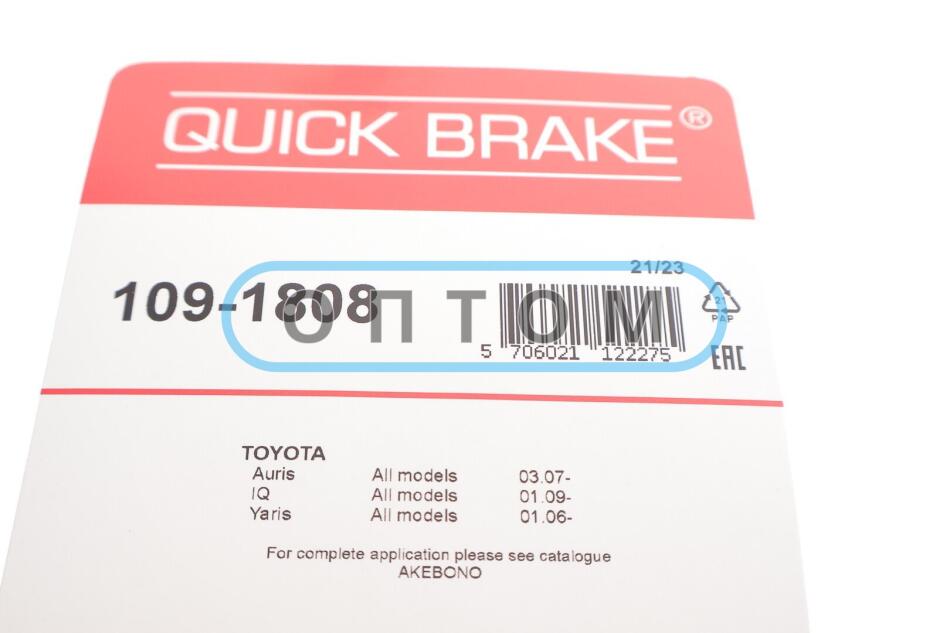 QUICK BRAKE®
21/23
109-1808
ОПТОМ
21
PAP
5 706021 122275
EAC
TOYOTA
Auris All models 03.07-
IQ All models 01.09-
Yaris All models 01.06-
For complete application please see catalogue
AKEBONO